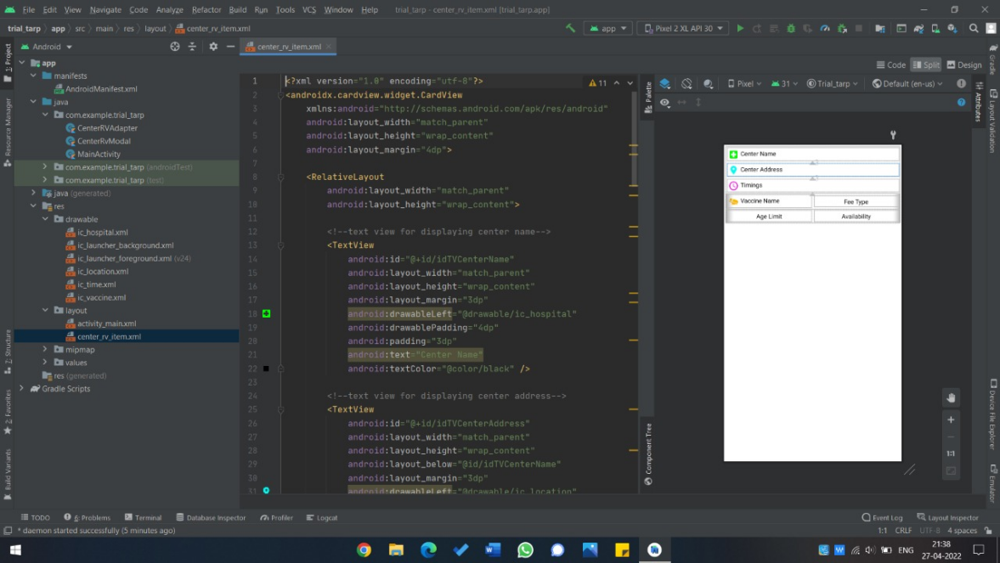 File Edit View Navigate Code Analyze Refactor Build Run Tools VCS Window Help trial_tarp - center_rv_item.xml [trial_tarp.app]
trial_tarp app src main res layout center_rv_item.xml
app Pixel 2 XL API 30
Android
center_rv_item.xml
Code Split Design
app
manifests
AndroidManifest.xml
java
com.example.trial_tarp
CenterRVAdapter
CenterRvModal
MainActivity
com.example.trial_tarp (androidTest)
com.example.trial_tarp (test)
java (generated)
res
drawable
ic_hospital.xml
ic_launcher_background.xml
ic_launcher_foreground.xml (v24)
ic_location.xml
ic_time.xml
ic_vaccine.xml
layout
activity_main.xml
center_rv_item.xml
mipmap
values
res (generated)
Gradle Scripts
1: Project
Resource Manager
2: Structure
2: Favorites
Build Variants
11
1 <?xml version="1.0" encoding="utf-8"?>
2 <androidx.cardview.widget.CardView
3 xmlns:android="http://schemas.android.com/apk/res/android"
4 android:layout_width="match_parent"
5 android:layout_height="wrap_content"
6 android:layout_margin="4dp">
7
8 <RelativeLayout
9 android:layout_width="match_parent"
10 android:layout_height="wrap_content">
11
12 <!--text view for displaying center name-->
13 <TextView
14 android:id="@+id/idTVCenterName"
15 android:layout_width="match_parent"
16 android:layout_height="wrap_content"
17 android:layout_margin="3dp"
18 android:drawableLeft="@drawable/ic_hospital"
19 android:drawablePadding="4dp"
20 android:padding="3dp"
21 android:text="Center Name"
22 android:textColor="@color/black" />
23
24 <!--text view for displaying center address-->
25 <TextView
26 android:id="@+id/idTVCenterAddress"
27 android:layout_width="match_parent"
28 android:layout_height="wrap_content"
29 android:layout_below="@id/idTVCenterName"
30 android:layout_margin="3dp"
31 android:drawableLeft="@drawable/ic_location"
Palette
Component Tree
Pixel 31 Trial_tarp Default (en-us)
Center Name
Center Address
Timings
Vaccine Name Fee Type
Age Limit Availability
1:1
Attributes
Gradle
Layout Validation
Device File Explorer
Emulator
TODO 6: Problems Terminal Database Inspector Profiler Logcat Event Log Layout Inspector
* daemon started successfully (5 minutes ago) 1:1 CRLF UTF-8 4 spaces
ENG 21:38
27-04-2022